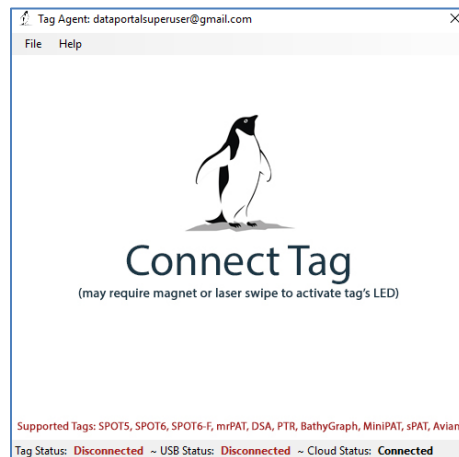 Tag Agent: dataportalsuperuser@gmail.com
File Help
Connect Tag
(may require magnet or laser swipe to activate tag's LED)
Supported Tags: SPOT5, SPOT6, SPOT6-F, mrPAT, DSA, PTR, BathyGraph, MiniPAT, sPAT, Avian
Tag Status: Disconnected ~ USB Status: Disconnected ~ Cloud Status: Connected